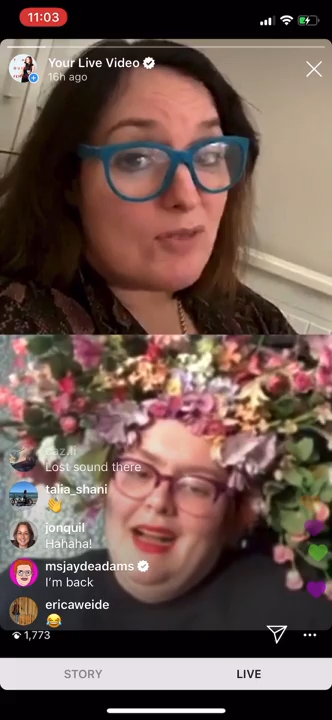 11:03
Your Live Video
16h ago
Lost sound there
talia_shani
👋
jonquil
Hahaha!
msjaydeadams
I'm back
ericaweide
😂
1,773
STORY
LIVE